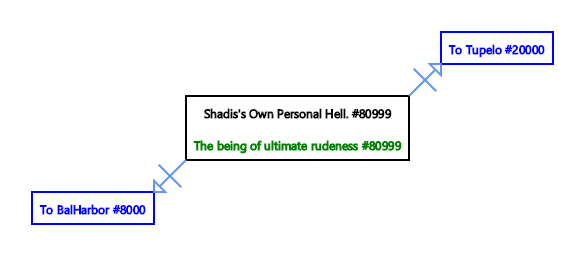 To Tupelo #20000
Shadis's Own Personal Hell. #80999
The being of ultimate rudeness #80999
To BalHarbor #8000